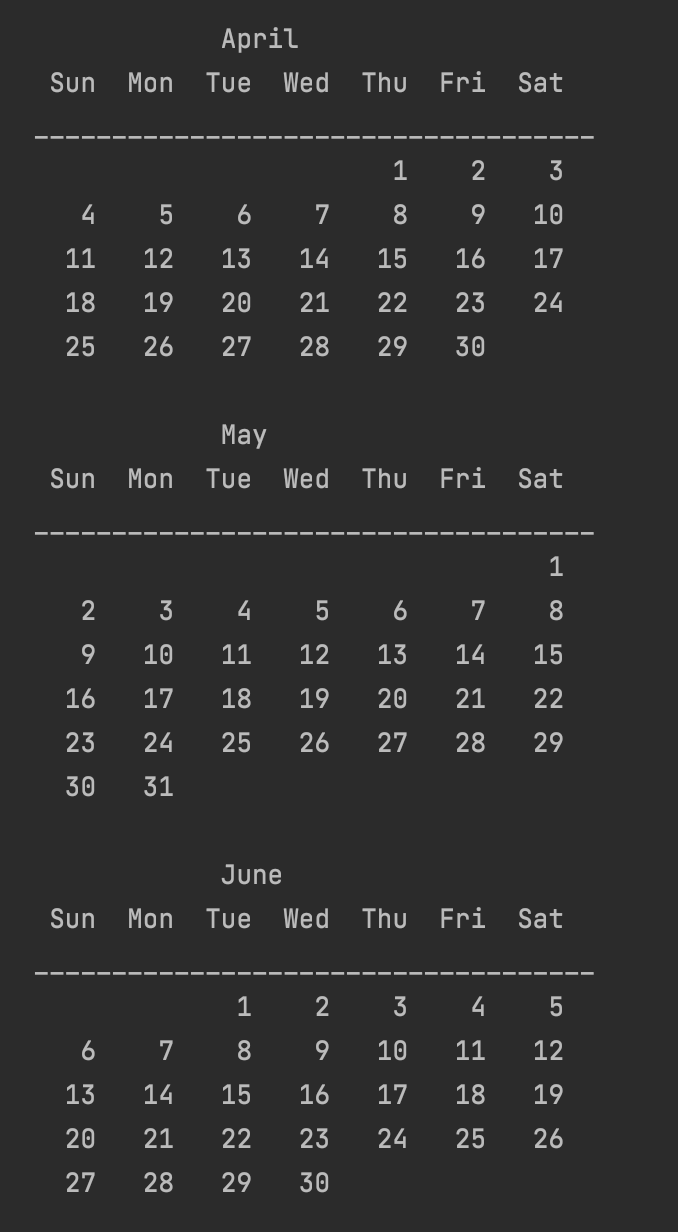 April
 Sun  Mon  Tue  Wed  Thu  Fri  Sat
____________________________________
                       1    2    3
   4    5    6    7    8    9   10
  11   12   13   14   15   16   17
  18   19   20   21   22   23   24
  25   26   27   28   29   30

            May
 Sun  Mon  Tue  Wed  Thu  Fri  Sat
____________________________________
                                 1
   2    3    4    5    6    7    8
   9   10   11   12   13   14   15
  16   17   18   19   20   21   22
  23   24   25   26   27   28   29
  30   31

            June
 Sun  Mon  Tue  Wed  Thu  Fri  Sat
____________________________________
             1    2    3    4    5
   6    7    8    9   10   11   12
  13   14   15   16   17   18   19
  20   21   22   23   24   25   26
  27   28   29   30